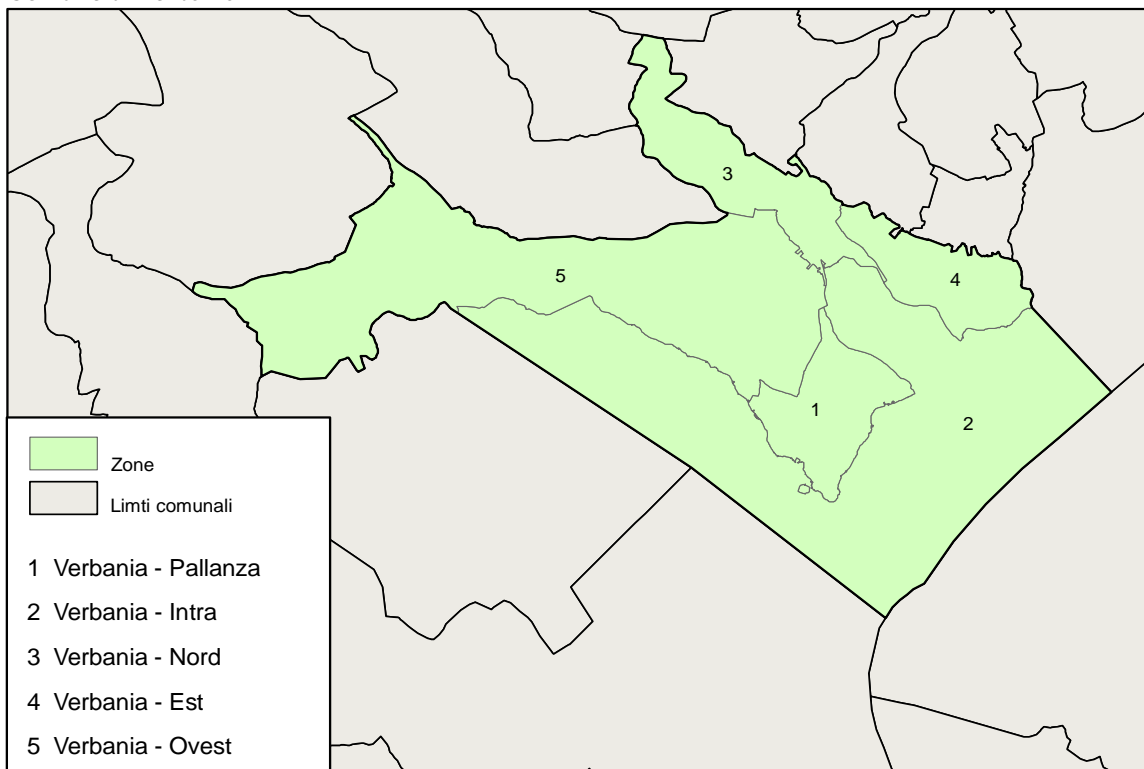 3
4
5
1
2
Zone
Limti comunali
1 Verbania - Pallanza
2 Verbania - Intra
3 Verbania - Nord
4 Verbania - Est
5 Verbania - Ovest